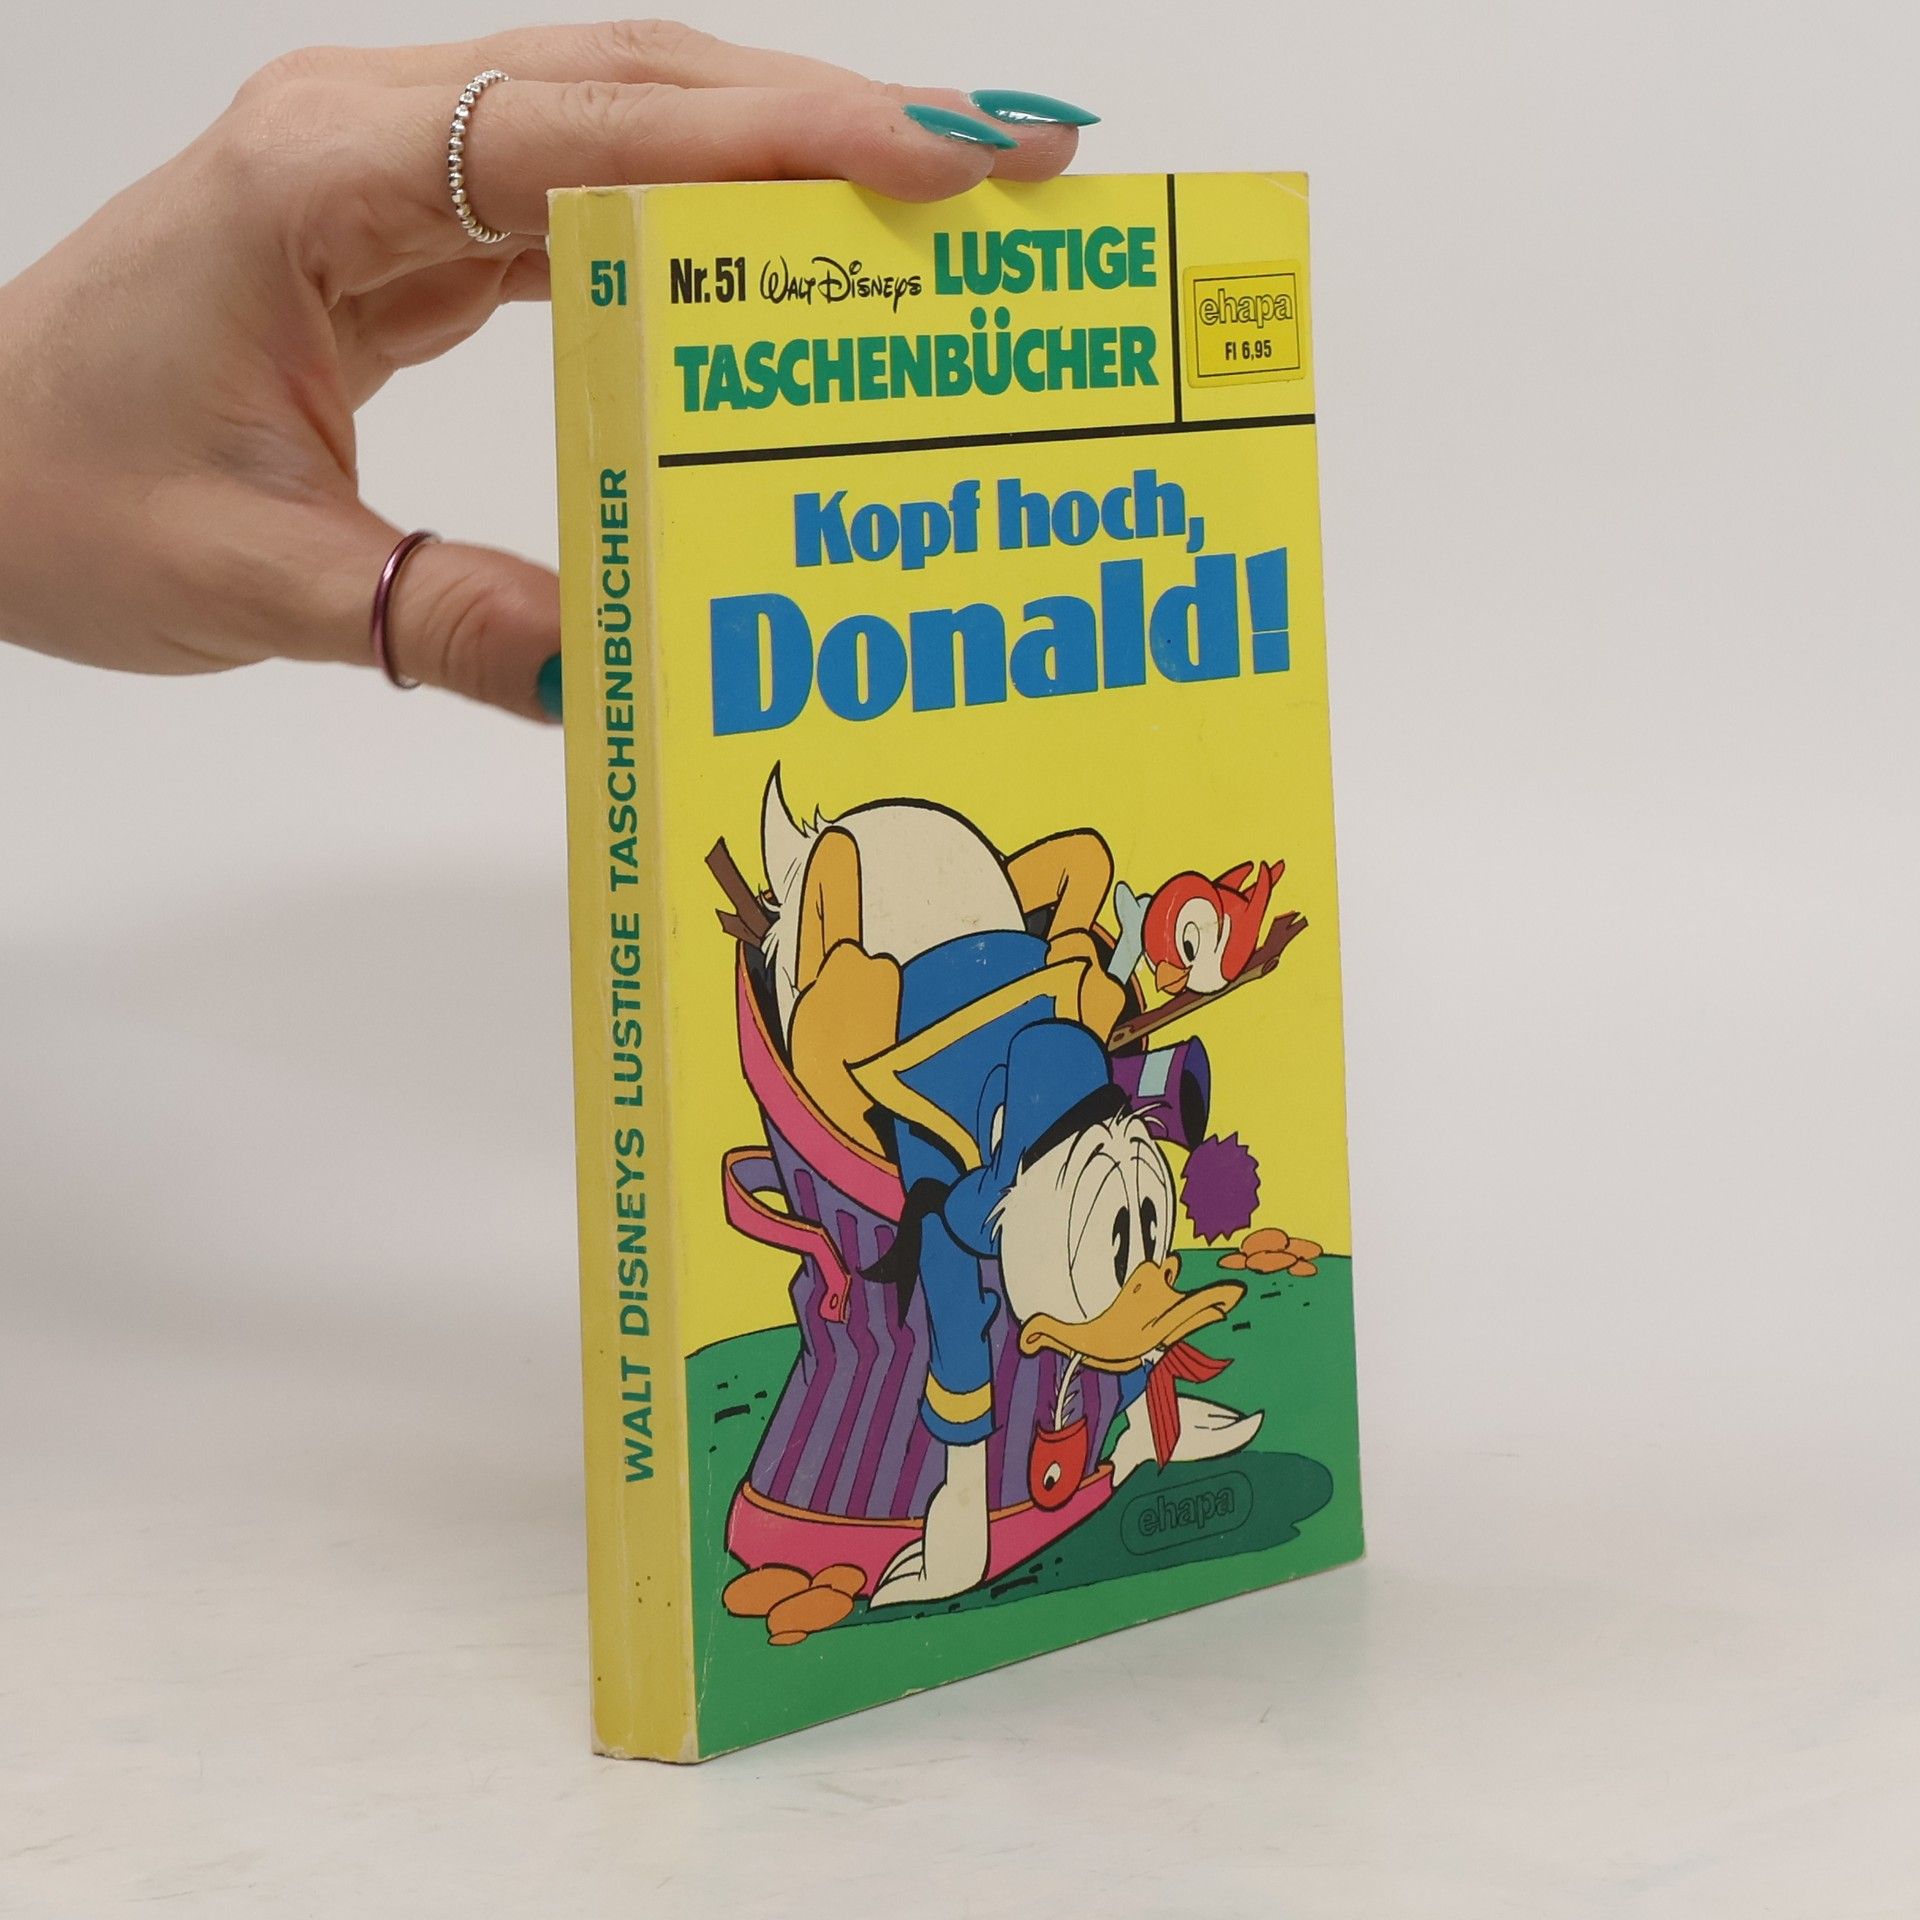 51
WALT DISNEYS LUSTIGE TASCHENBÜCHER
Nr. 51 Walt Disneys LUSTIGE
TASCHENBÜCHER
ehapa
Fl 6,95
Kopf hoch,
Donald!
ehapa